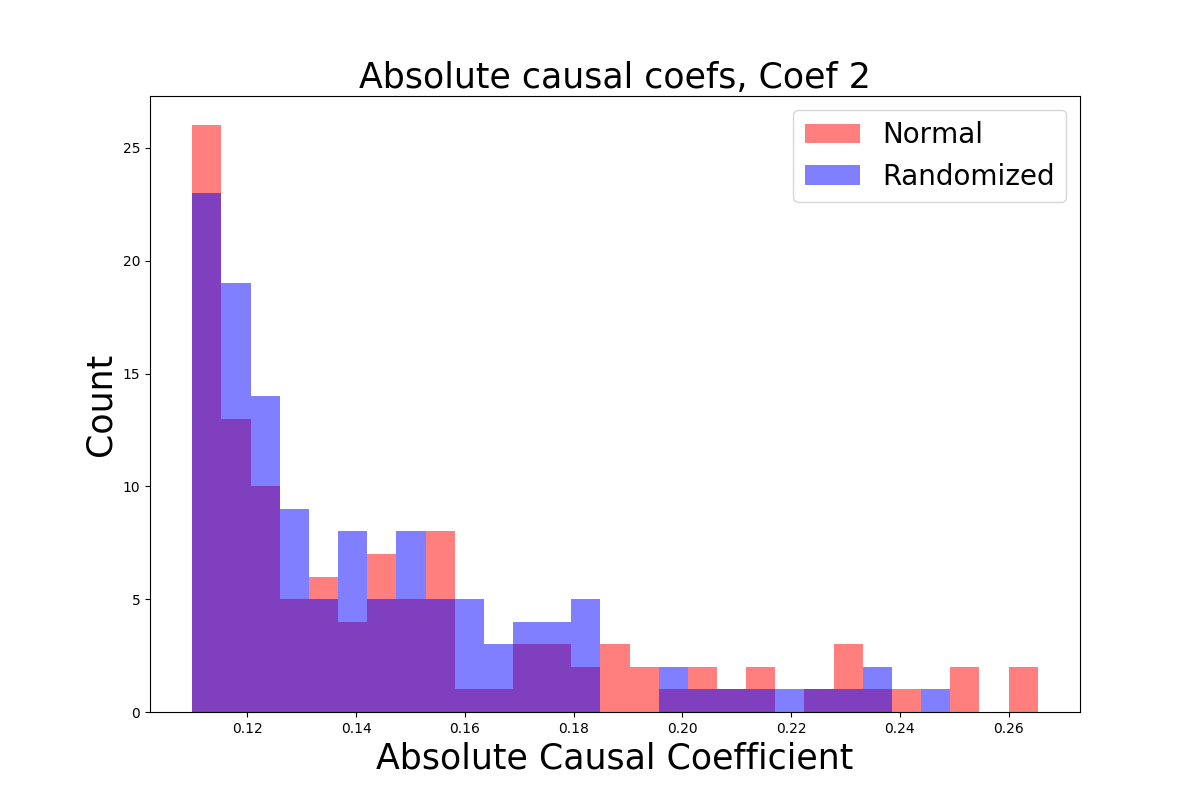 Absolute causal coefs, Coef 2
Normal
Randomized
25
20
15
10
5
0
Count
0.12 0.14 0.16 0.18 0.20 0.22 0.24 0.26
Absolute Causal Coefficient